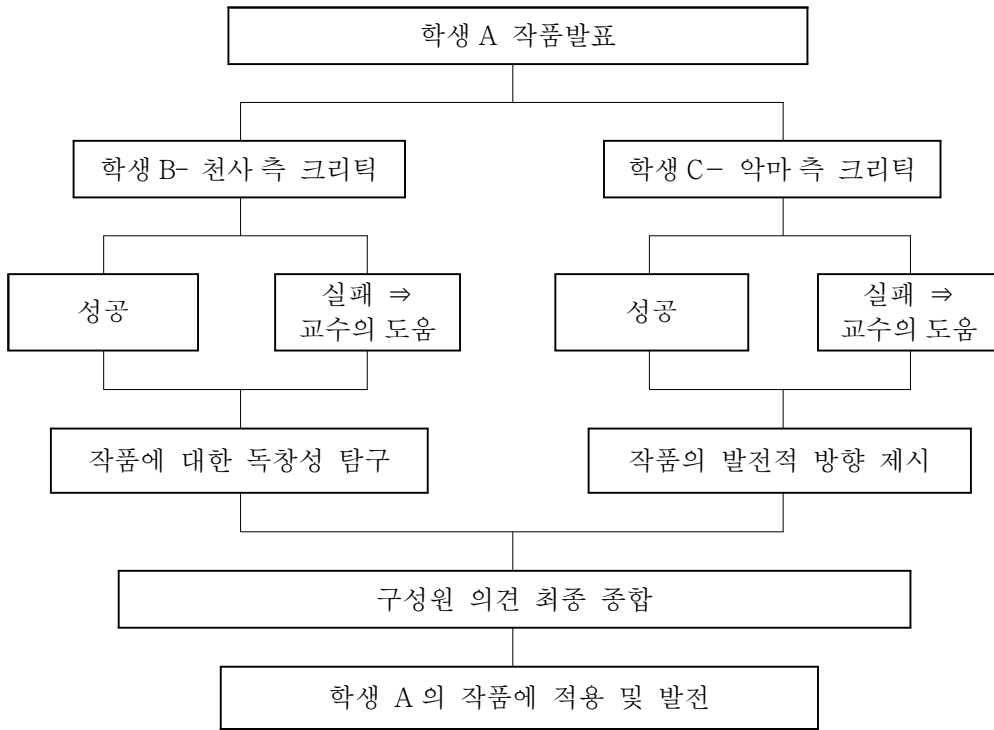 학생 A 작품발표
학생 B- 천사 측 크리틱
학생 C- 악마 측 크리틱
성공
실패 ⇒
교수의 도움
성공
실패 ⇒
교수의 도움
작품에 대한 독창성 탐구
작품의 발전적 방향 제시
구성원 의견 최종 종합
학생 A 의 작품에 적용 및 발전